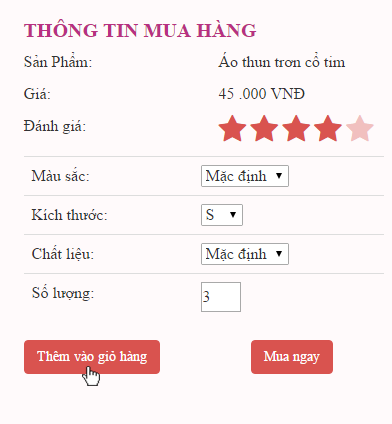 THÔNG TIN MUA HÀNG
Sản Phẩm: Áo thun trơn cổ tim
Giá: 45 .000 VNĐ
Đánh giá:
Màu sắc: Mặc định
Kích thước: S
Chất liệu: Mặc định
Số lượng: 3
Thêm vào giỏ hàng Mua ngay